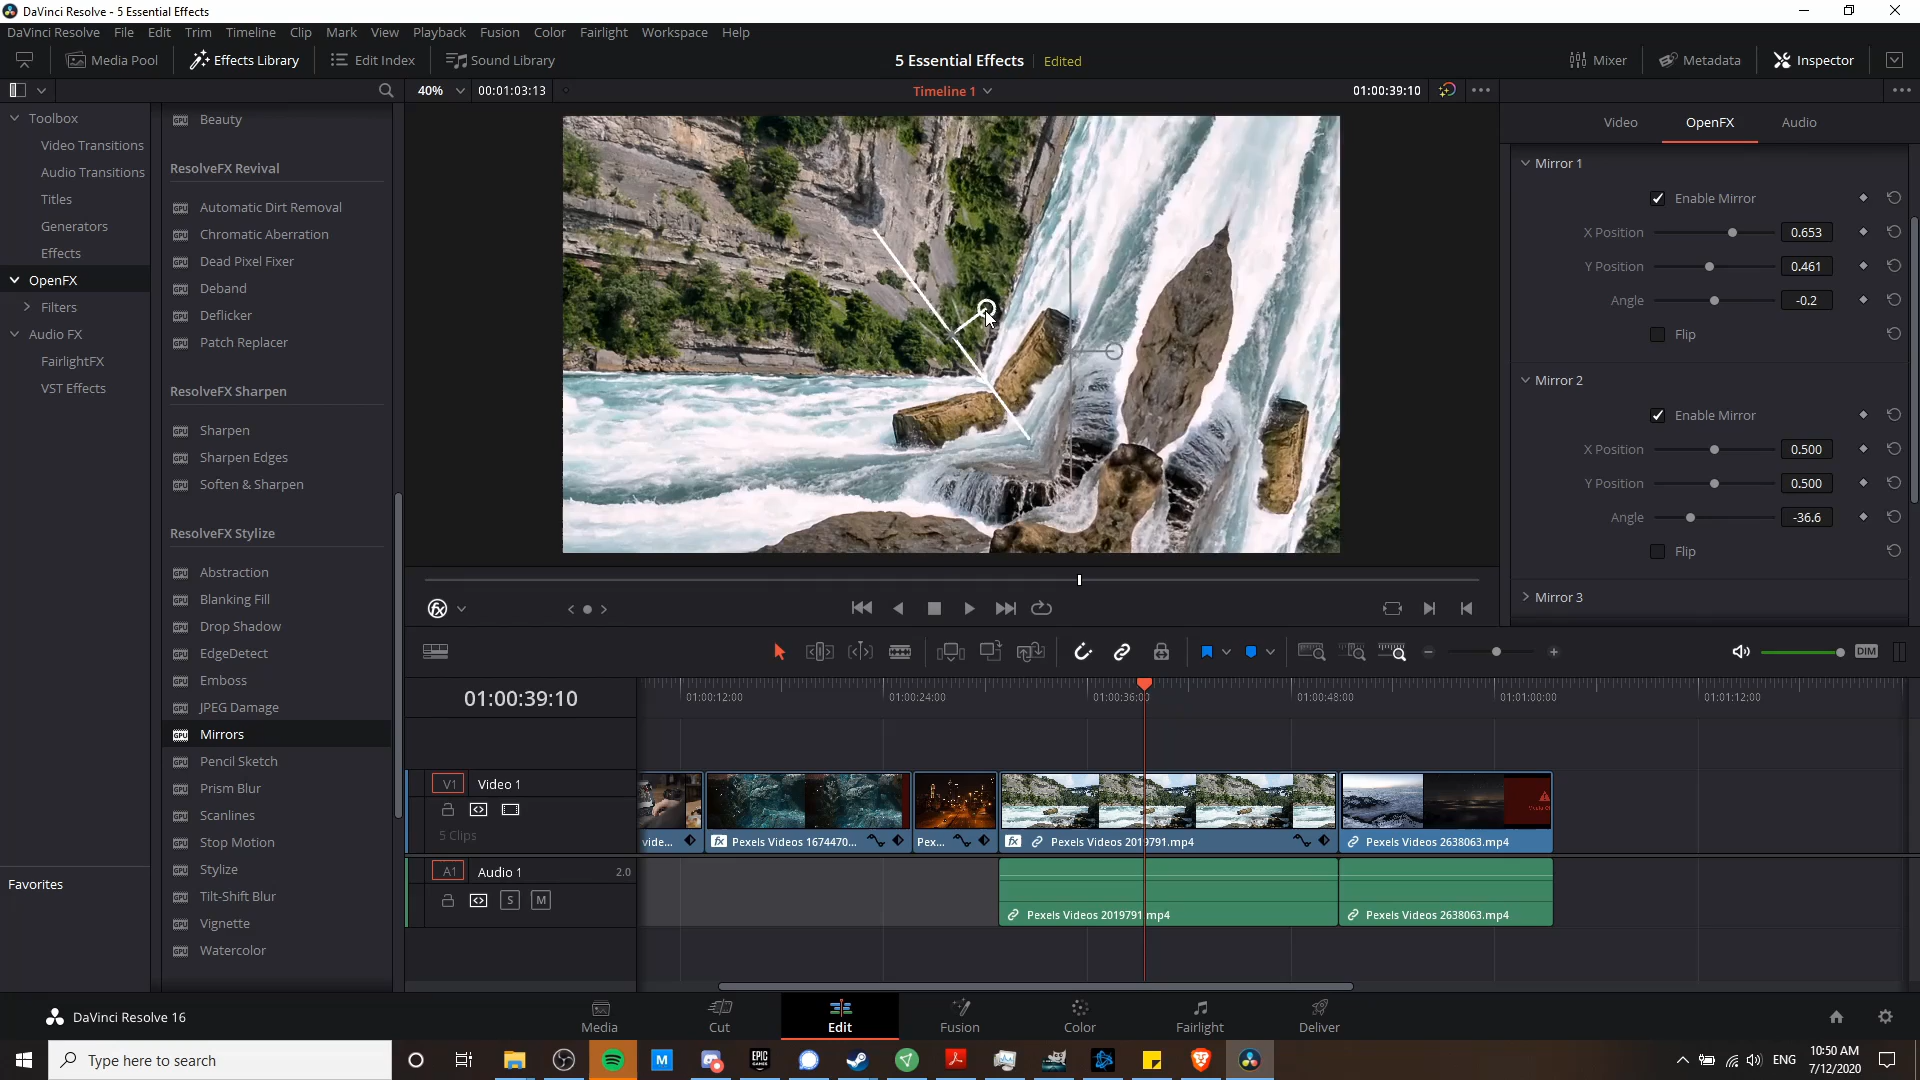 DaVinci Resolve - 5 Essential Effects
DaVinci Resolve File Edit Trim Timeline Clip Mark View Playback Fusion Color Fairlight Workspace Help
Media Pool Effects Library Edit Index Sound Library 5 Essential Effects Edited Mixer Metadata Inspector
40% 00:01:03:13 Timeline 1 01:00:39:10
Toolbox
Video Transitions
Audio Transitions
Titles
Generators
Effects
OpenFX
Filters
Audio FX
FairlightFX
VST Effects
Favorites
Beauty
ResolveFX Revival
Automatic Dirt Removal
Chromatic Aberration
Dead Pixel Fixer
Deband
Deflicker
Patch Replacer
ResolveFX Sharpen
Sharpen
Sharpen Edges
Soften & Sharpen
ResolveFX Stylize
Abstraction
Blanking Fill
Drop Shadow
EdgeDetect
Emboss
JPEG Damage
Mirrors
Pencil Sketch
Prism Blur
Scanlines
Stop Motion
Stylize
Tilt-Shift Blur
Vignette
Watercolor
Video OpenFX Audio
Mirror 1
Enable Mirror
X Position 0.653
Y Position 0.461
Angle -0.2
Flip
Mirror 2
Enable Mirror
X Position 0.500
Y Position 0.500
Angle -36.6
Flip
Mirror 3
DIM
01:00:39:10 01:00:12:00 01:00:24:00 01:00:36:00 01:00:48:00 01:01:00:00 01:01:12:00
V1 Video 1
5 Clips
vide... Pexels Videos 1674470... Pex... Pexels Videos 2019791.mp4 Pexels Videos 2638063.mp4
A1 Audio 1 2.0
S M
Pexels Videos 2019791.mp4 Pexels Videos 2638063.mp4
DaVinci Resolve 16
Media Cut Edit Fusion Color Fairlight Deliver
Type here to search
ENG
10:50 AM
7/12/2020